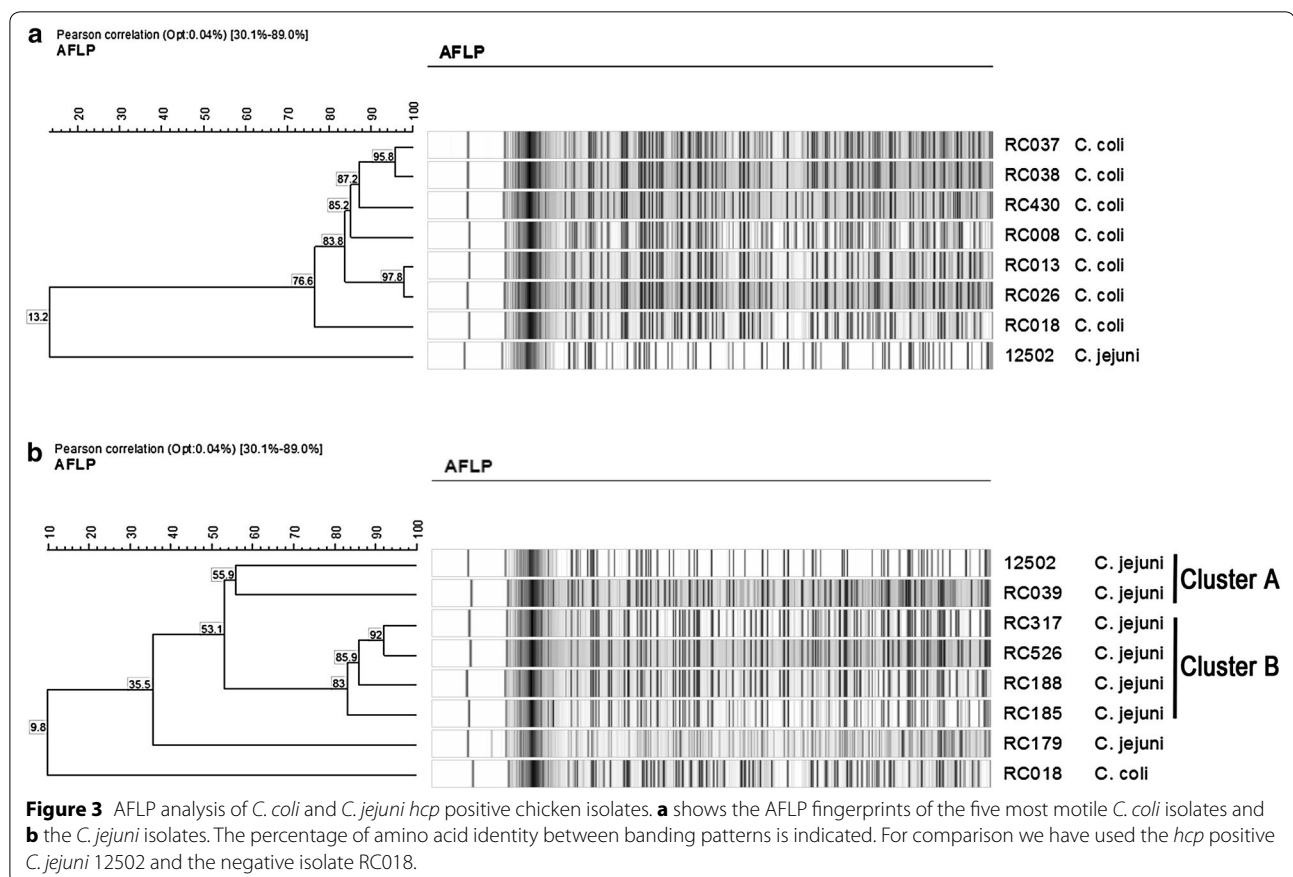 a Pearson correlation (Opt:0.04%) [30.1%-89.0%]
AFLP
AFLP
20 30 40 50 60 70 80 90 100
95.8
87.2
85.2
83.8
97.8
76.6
13.2
RC037 C. coli
RC038 C. coli
RC430 C. coli
RC008 C. coli
RC013 C. coli
RC026 C. coli
RC018 C. coli
12502 C. jejuni
b Pearson correlation (Opt:0.04%) [30.1%-89.0%]
AFLP
AFLP
10 20 30 40 50 60 70 80 90 100
55.9
53.1
92
85.9
83
35.5
9.8
12502 C. jejuni
RC039 C. jejuni
Cluster A
RC317 C. jejuni
RC526 C. jejuni
RC188 C. jejuni
RC185 C. jejuni
Cluster B
RC179 C. jejuni
RC018 C. coli
Figure 3 AFLP analysis of C. coli and C. jejuni hcp positive chicken isolates. a shows the AFLP fingerprints of the five most motile C. coli isolates and
b the C. jejuni isolates. The percentage of amino acid identity between banding patterns is indicated. For comparison we have used the hcp positive
C. jejuni 12502 and the negative isolate RC018.